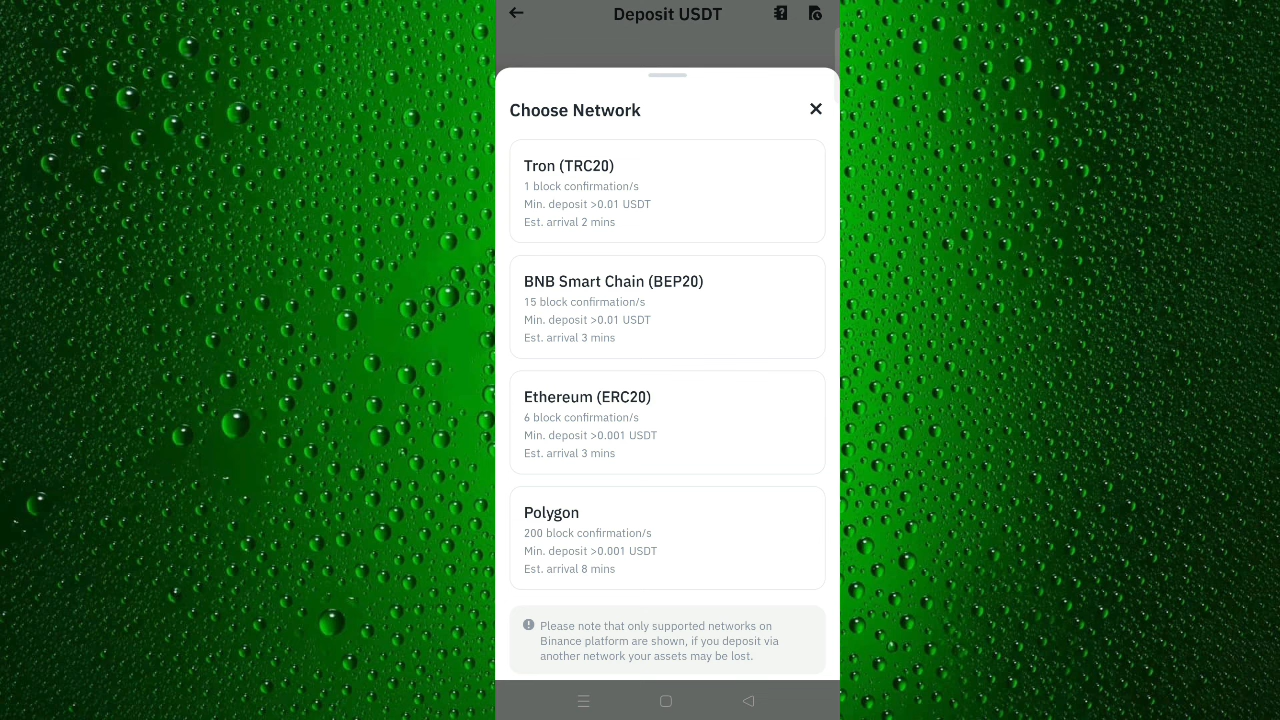 Deposit USDT
Choose Network
Tron (TRC20)
1 block confirmation/s
Min. deposit >0.01 USDT
Est. arrival 2 mins
BNB Smart Chain (BEP20)
15 block confirmation/s
Min. deposit >0.01 USDT
Est. arrival 3 mins
Ethereum (ERC20)
6 block confirmation/s
Min. deposit >0.001 USDT
Est. arrival 3 mins
Polygon
200 block confirmation/s
Min. deposit >0.001 USDT
Est. arrival 8 mins
Please note that only supported networks on
Binance platform are shown, if you deposit via
another network your assets may be lost.